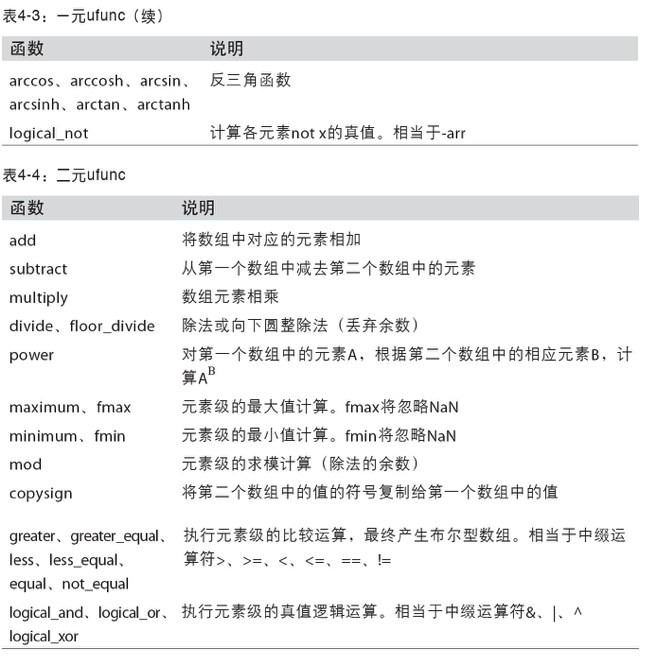 表4-3：一元ufunc（续）
函数 说明
arccos、arccosh、arcsin、 反三角函数
arcsinh、arctan、arctanh
logical_not 计算各元素not x的真值。相当于-arr
表4-4：二元ufunc
函数 说明
add 将数组中对应的元素相加
subtract 从第一个数组中减去第二个数组中的元素
multiply 数组元素相乘
divide、floor_divide 除法或向下圆整除法（丢弃余数）
power 对第一个数组中的元素A，根据第二个数组中的相应元素B，计
算A^B
maximum、fmax 元素级的最大值计算。fmax将忽略NaN
minimum、fmin 元素级的最小值计算。fmin将忽略NaN
mod 元素级的求模计算（除法的余数）
copysign 将第二个数组中的值的符号复制给第一个数组中的值
greater、greater_equal、 执行元素级的比较运算，最终产生布尔型数组。相当于中缀运
less、less_equal、 算符>、>=、<、<=、==、!=
equal、not_equal
logical_and、logical_or、 执行元素级的真值逻辑运算。相当于中缀运算符&、|、^
logical_xor